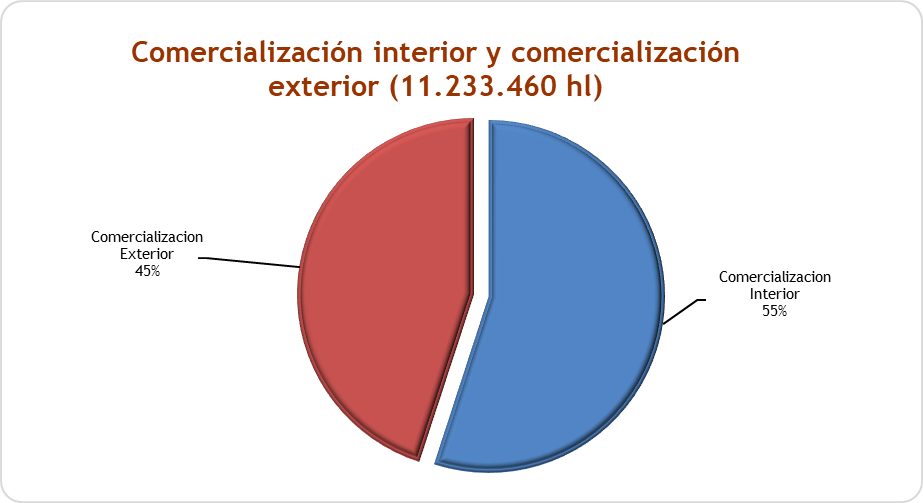 Comercialización interior y comercialización
exterior (11.233.460 hl)
Comercializacion
Exterior
45%
Comercializacion
Interior
55%